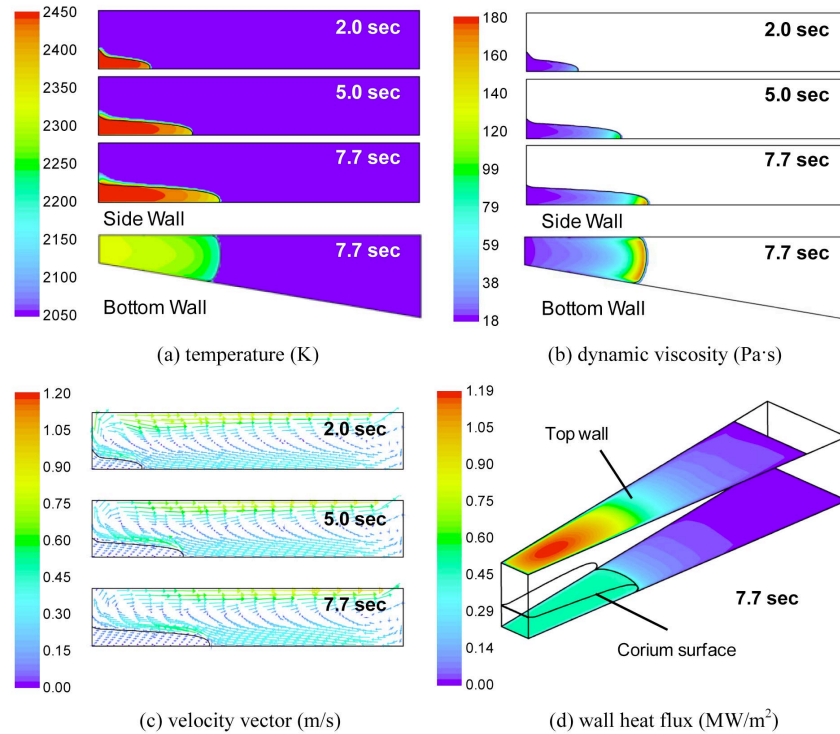 2450
2400
2350
2300
2250
2200
2150
2100
2050
2.0 sec
5.0 sec
7.7 sec
Side Wall
7.7 sec
Bottom Wall
(a) temperature (K)
180
160
140
120
99
79
59
38
18
2.0 sec
5.0 sec
7.7 sec
Side Wall
7.7 sec
Bottom Wall
(b) dynamic viscosity (Pa·s)
1.20
1.05
0.90
0.75
0.60
0.45
0.30
0.15
0.00
2.0 sec
5.0 sec
7.7 sec
(c) velocity vector (m/s)
1.19
1.05
0.90
0.75
0.60
0.45
0.29
0.14
0.00
Top wall
7.7 sec
Corium surface
(d) wall heat flux (MW/m²)